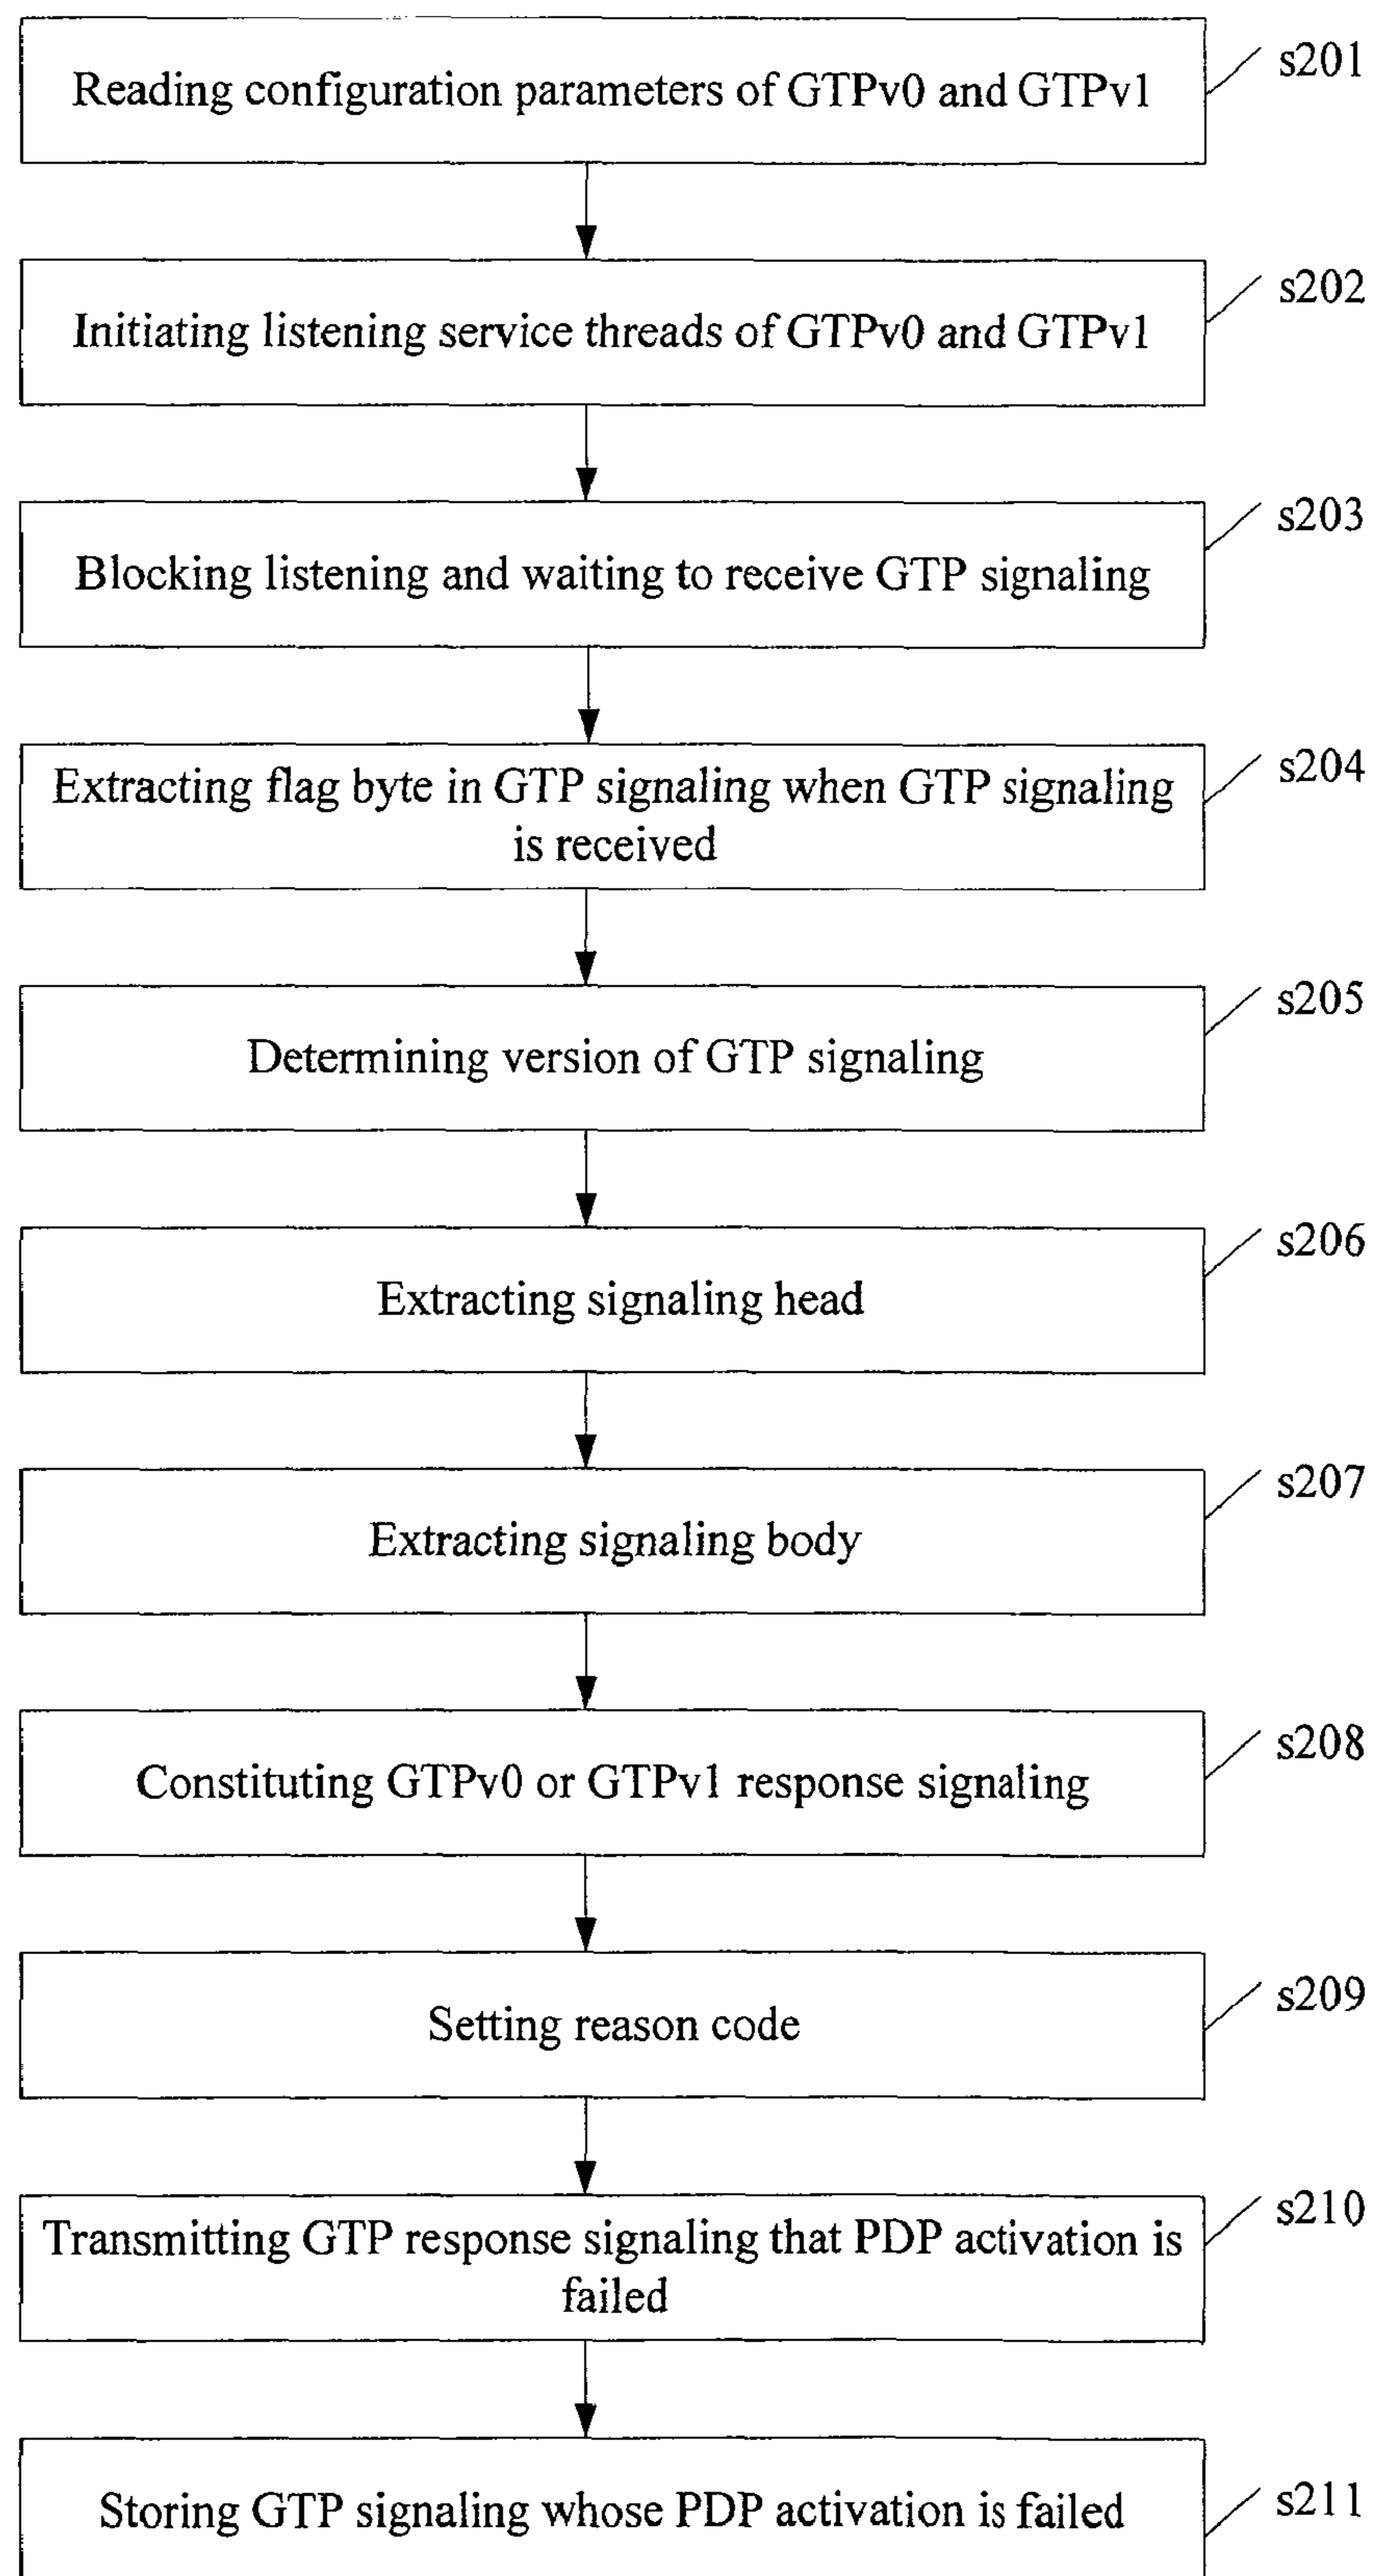 Reading configuration parameters of GTPv0 and GTPv1
s201
Initiating listening service threads of GTPv0 and GTPv1
s202
Blocking listening and waiting to receive GTP signaling
s203
Extracting flag byte in GTP signaling when GTP signaling
is received
s204
Determining version of GTP signaling
s205
Extracting signaling head
s206
Extracting signaling body
s207
Constituting GTPv0 or GTPv1 response signaling
s208
Setting reason code
s209
Transmitting GTP response signaling that PDP activation is
failed
s210
Storing GTP signaling whose PDP activation is failed
s211